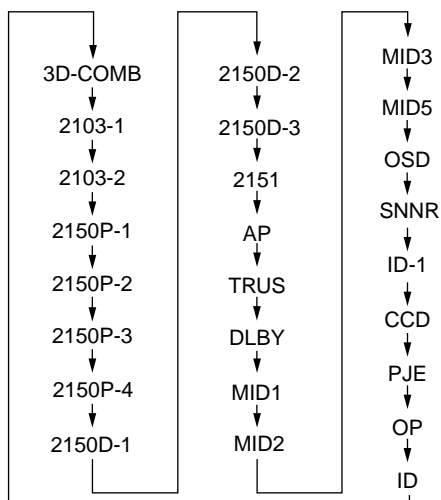 3D-COMB
2103-1
2103-2
2150P-1
2150P-2
2150P-3
2150P-4
2150D-1
2150D-2
2150D-3
2151
AP
TRUS
DLBY
MID1
MID2
MID3
MID5
OSD
SNNR
ID-1
CCD
PJE
OP
ID